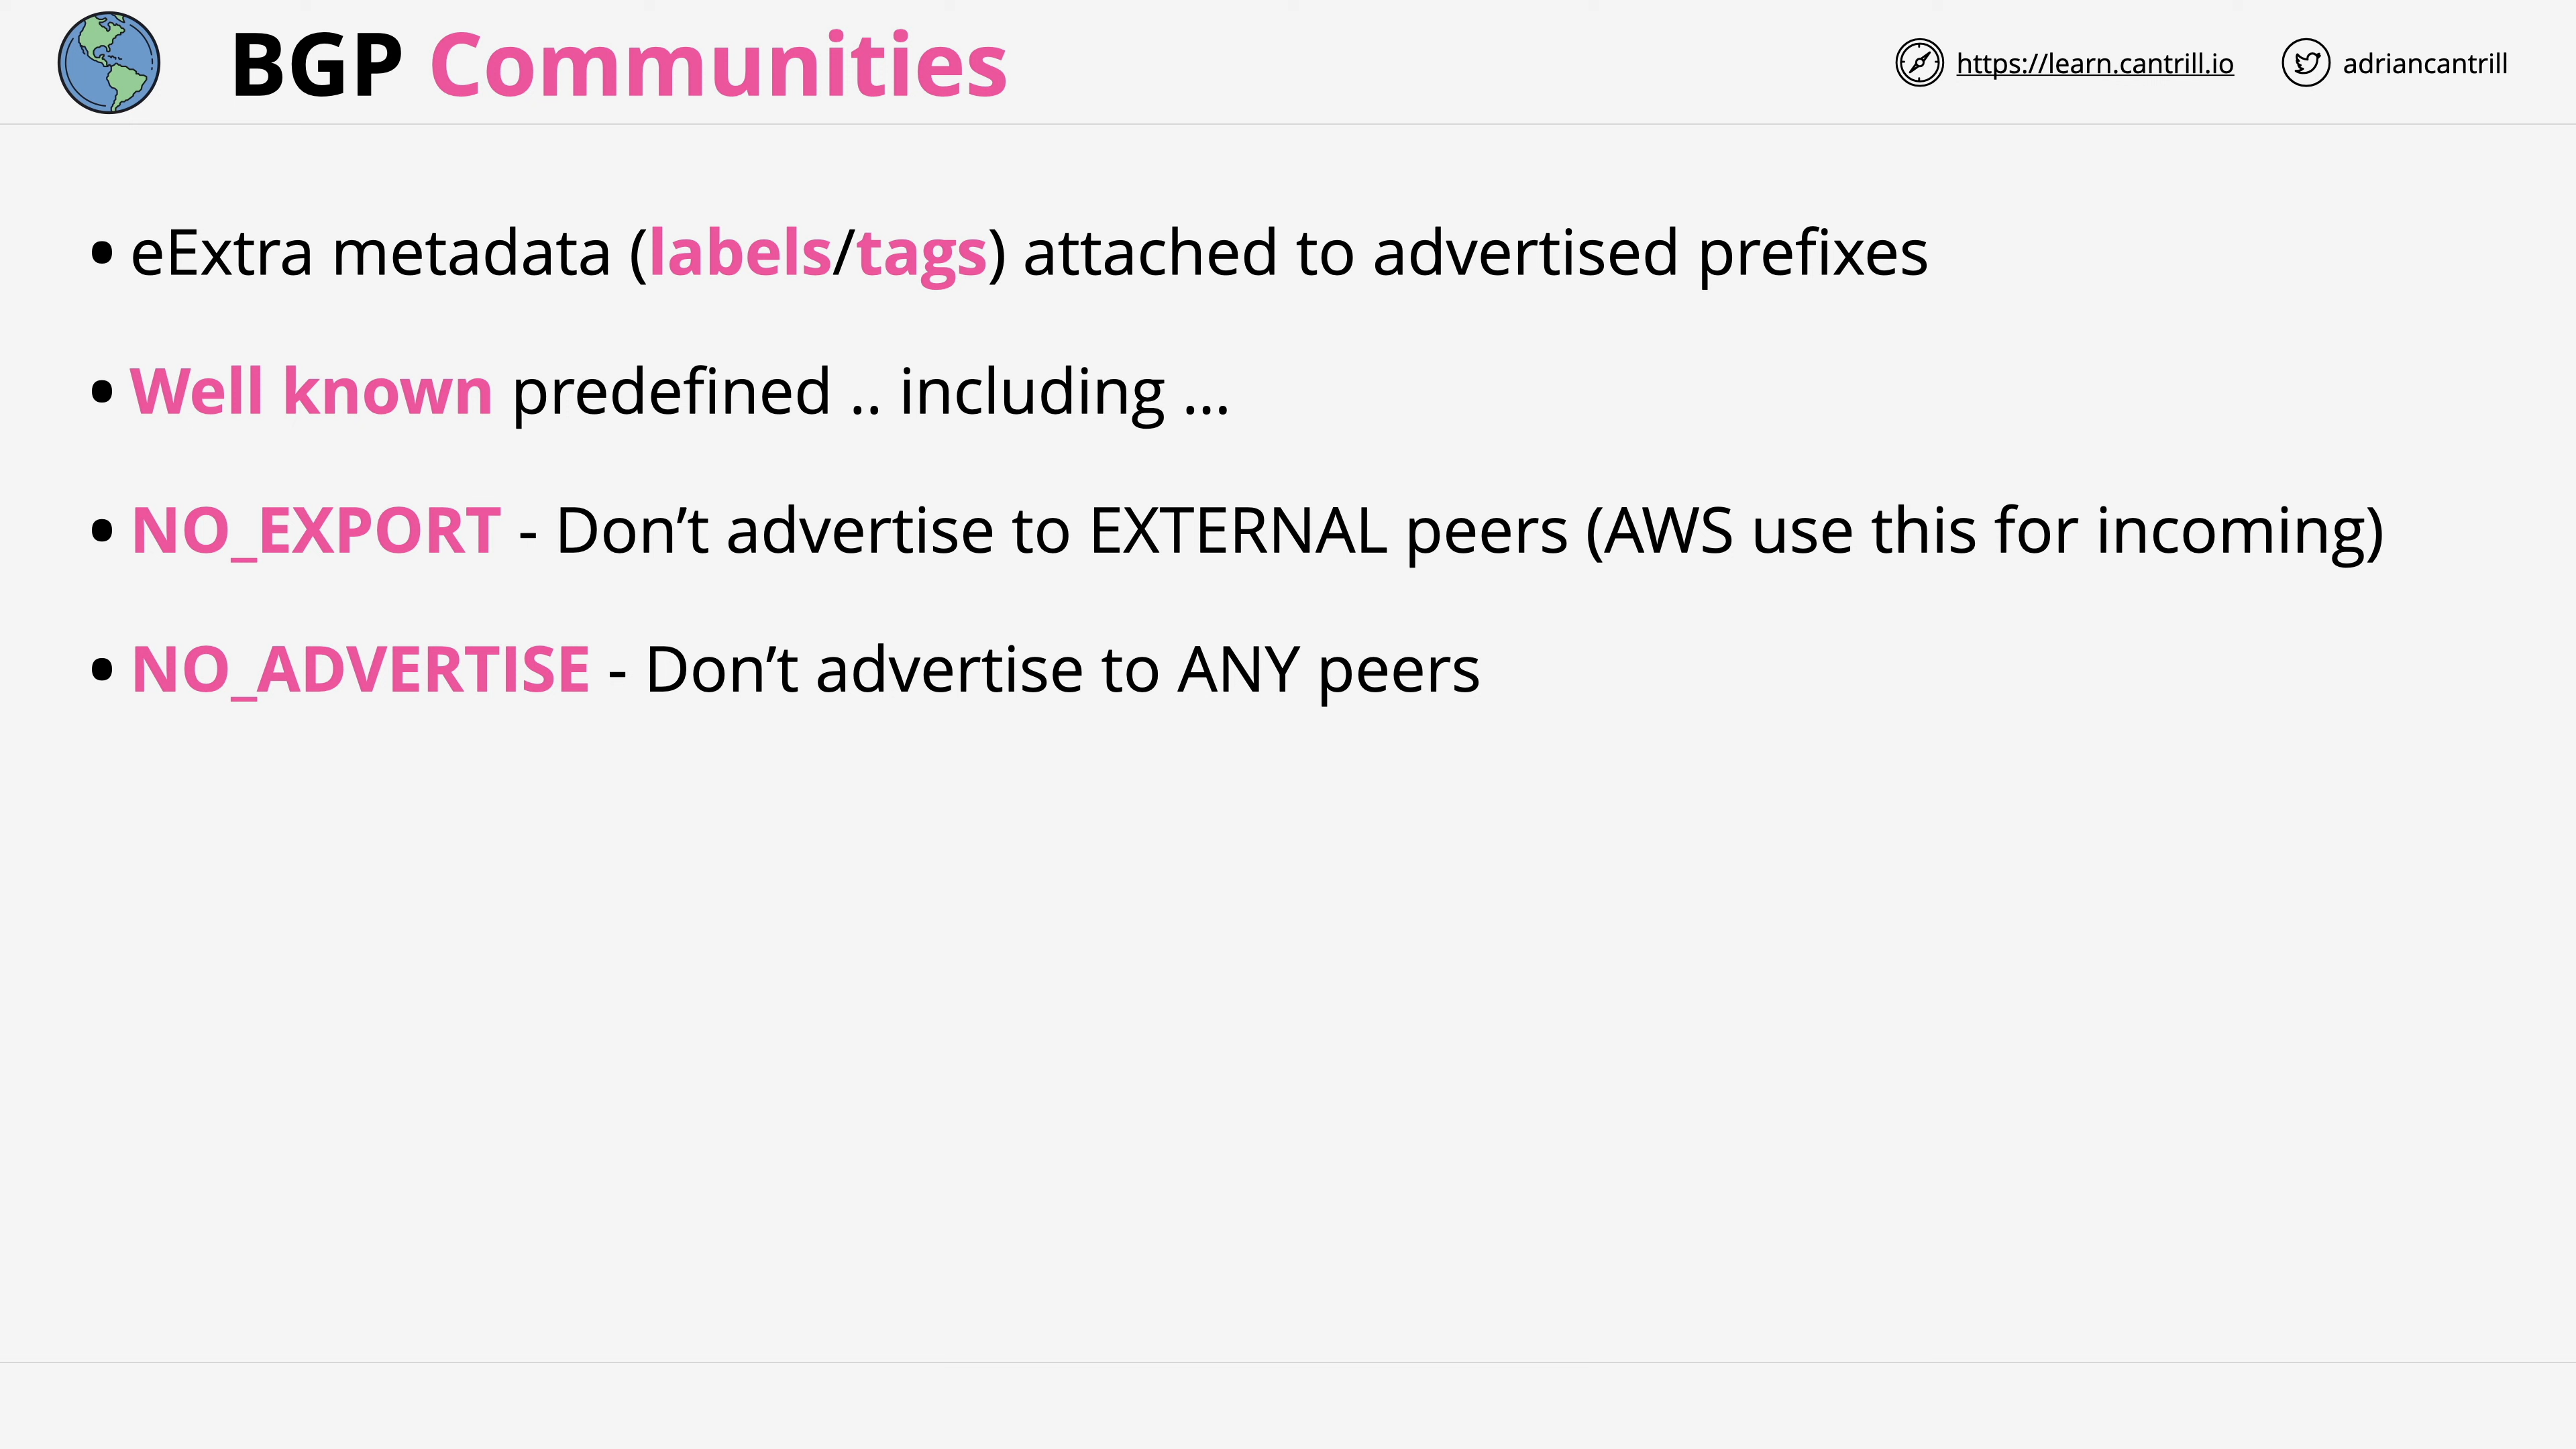 BGP Communities
https://learn.cantrill.io
adriancantrill
• eExtra metadata (labels/tags) attached to advertised prefixes
• Well known predefined .. including …
• NO_EXPORT - Don’t advertise to EXTERNAL peers (AWS use this for incoming)
• NO_ADVERTISE - Don’t advertise to ANY peers